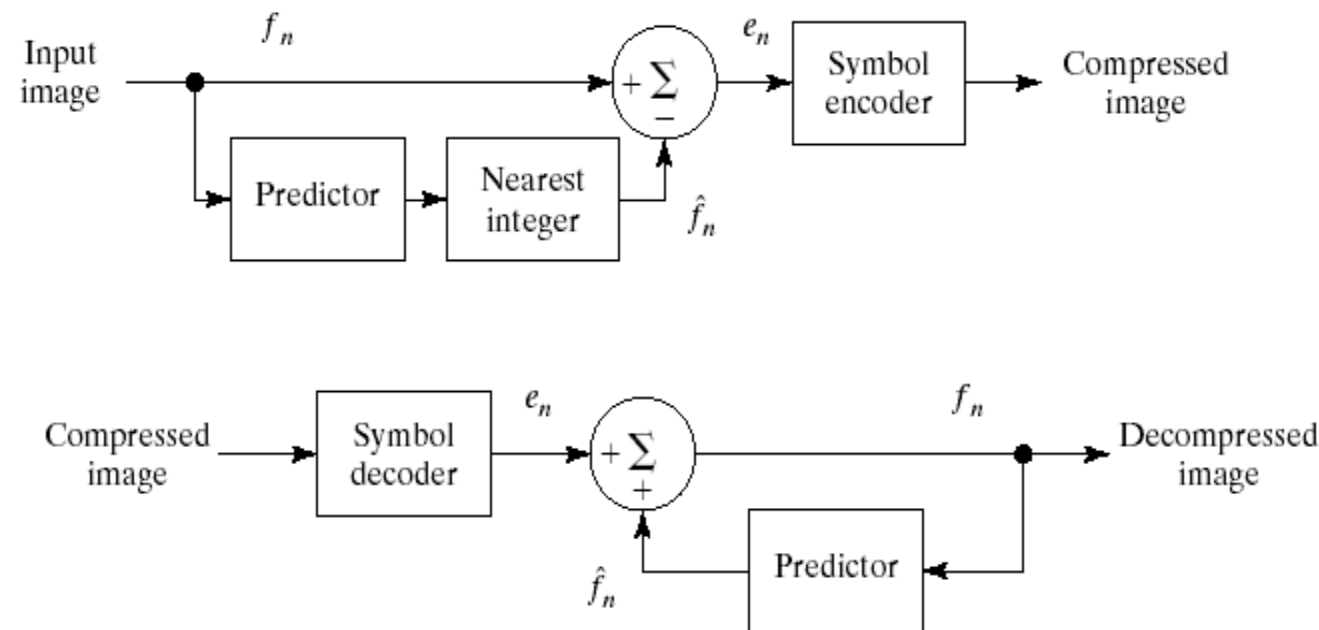 Input
image
f_n
+ Σ
−
e_n
Symbol
encoder
Compressed
image
Predictor
Nearest
integer
f̂_n
Compressed
image
Symbol
decoder
e_n
+ Σ
+
f_n
Decompressed
image
f̂_n
Predictor